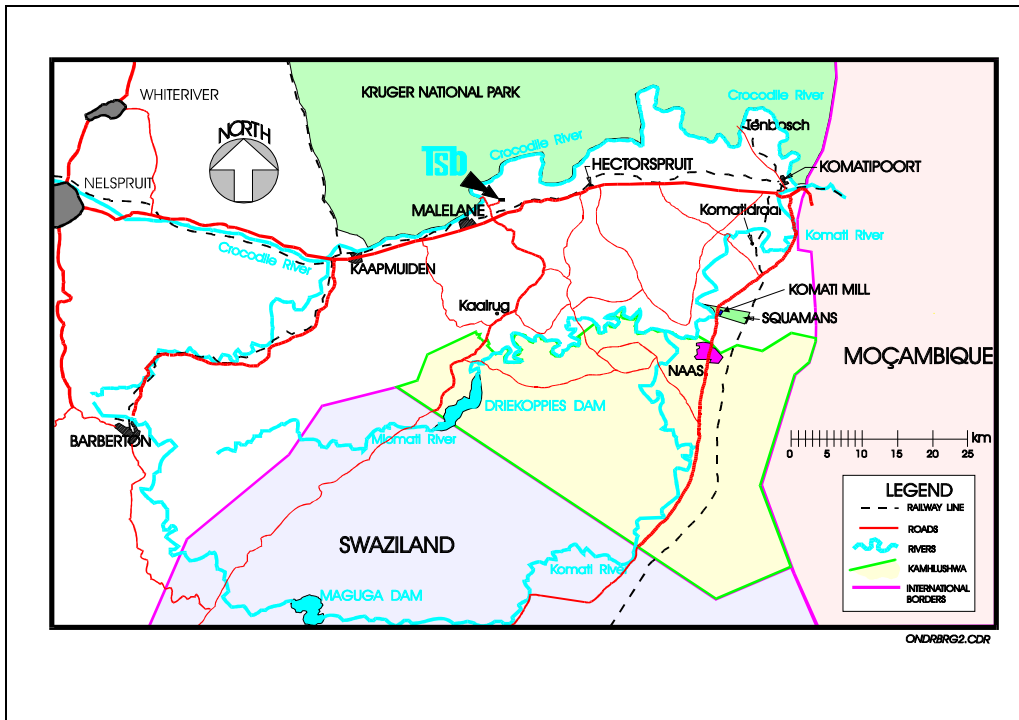 KRUGER NATIONAL PARK
WHITERIVER
Crocodile River
Tenbosch
NORTH
Tsb
Crocodile River
HECTORSPRUIT
KOMATIPOORT
NELSPRUIT
MALELANE
Komatidraai
Crocodile River
Komati River
KAAPMUIDEN
KOMATI MILL
Kaalrug
SQUAMANS
MOÇAMBIQUE
NAAS
DRIEKOPPIES DAM
BARBERTON
Mlomati River
km
0 5 10 15 20 25
LEGEND
RAILWAY LINE
ROADS
RIVERS
KAMHLUSHWA
INTERNATIONAL
BORDERS
SWAZILAND
Komati River
MAGUGA DAM
ONDRBRG2.CDR